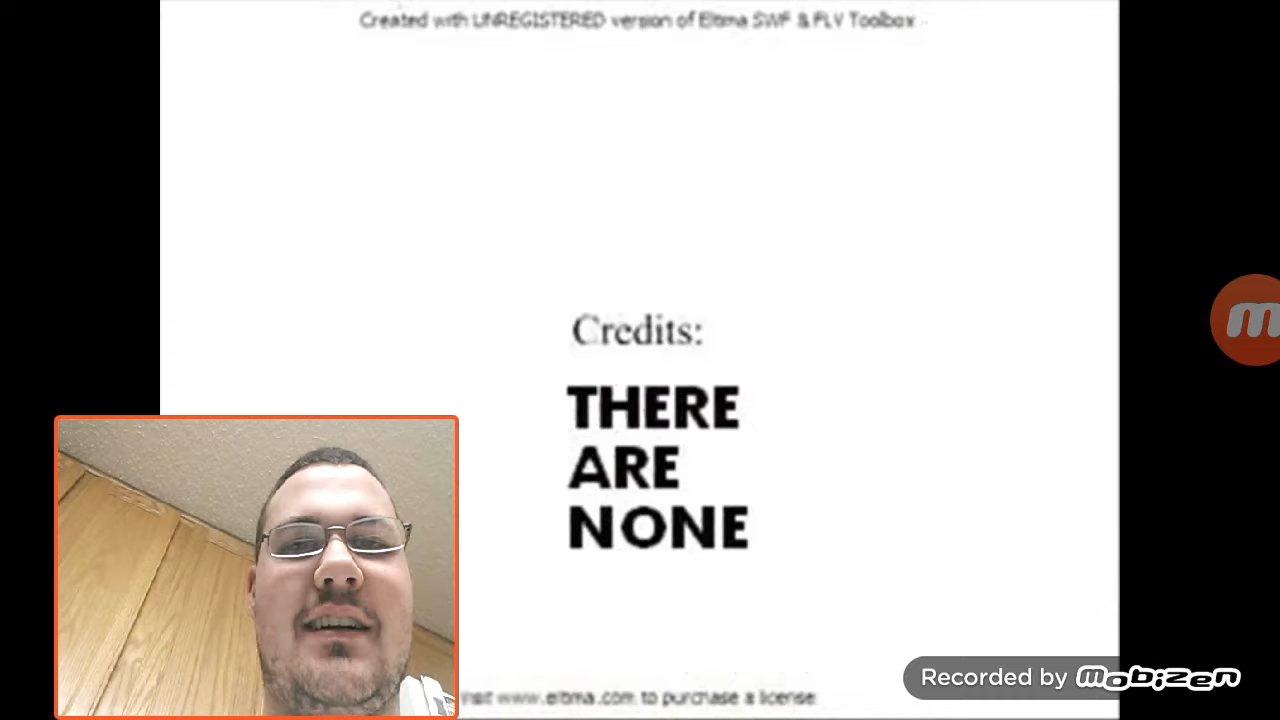 Created with UNREGISTERED version of Eltima SWF & FLV Toolbox
Credits:
THERE
ARE
NONE
Recorded by mobizen
visit www.eltima.com to purchase a license